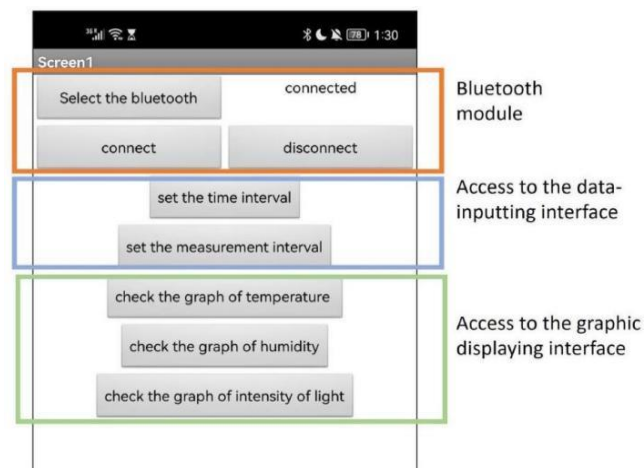 78 1:30
Screen1
Select the bluetooth
connected
connect
disconnect
set the time interval
set the measurement interval
check the graph of temperature
check the graph of humidity
check the graph of intensity of light
Bluetooth
module
Access to the data-
inputting interface
Access to the graphic
displaying interface